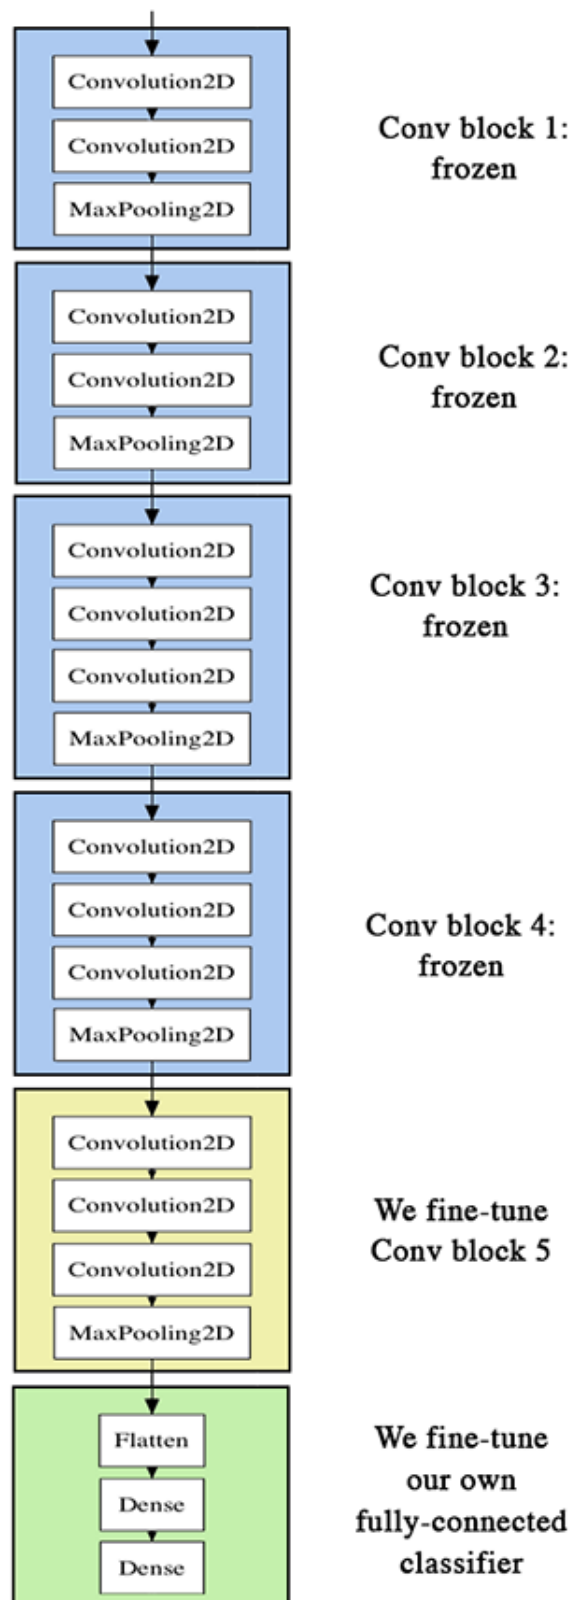 Convolution2D
Convolution2D
MaxPooling2D
Conv block 1:
frozen
Convolution2D
Convolution2D
MaxPooling2D
Conv block 2:
frozen
Convolution2D
Convolution2D
Convolution2D
MaxPooling2D
Conv block 3:
frozen
Convolution2D
Convolution2D
Convolution2D
MaxPooling2D
Conv block 4:
frozen
Convolution2D
Convolution2D
Convolution2D
MaxPooling2D
We fine-tune
Conv block 5
Flatten
Dense
Dense
We fine-tune
our own
fully-connected
classifier